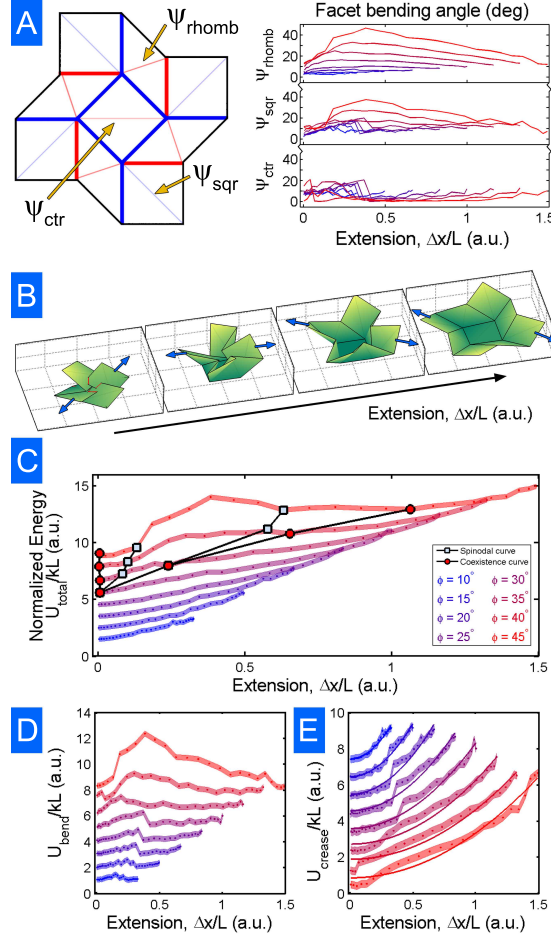 A
Ψrhomb
Ψsqr
Ψctr
Facet bending angle (deg)
Ψrhomb
40
20
0
Ψsqr
40
20
0
Ψctr
40
20
0
0 0.5 1 1.5
Extension, Δx/L (a.u.)
B
Extension, Δx/L (a.u.)
C
Normalized Energy
Utotal/kL (a.u.)
15
10
5
0
0 0.5 1 1.5
Extension, Δx/L (a.u.)
Spinodal curve
Coexistence curve
ϕ = 10° ϕ = 30°
ϕ = 15° ϕ = 35°
ϕ = 20° ϕ = 40°
ϕ = 25° ϕ = 45°
D
Ubend/kL (a.u.)
14
12
10
8
6
4
2
0
0 0.5 1 1.5
Extension, Δx/L (a.u.)
E
Ucrease/kL (a.u.)
10
8
6
4
2
0
0 0.5 1 1.5
Extension, Δx/L (a.u.)